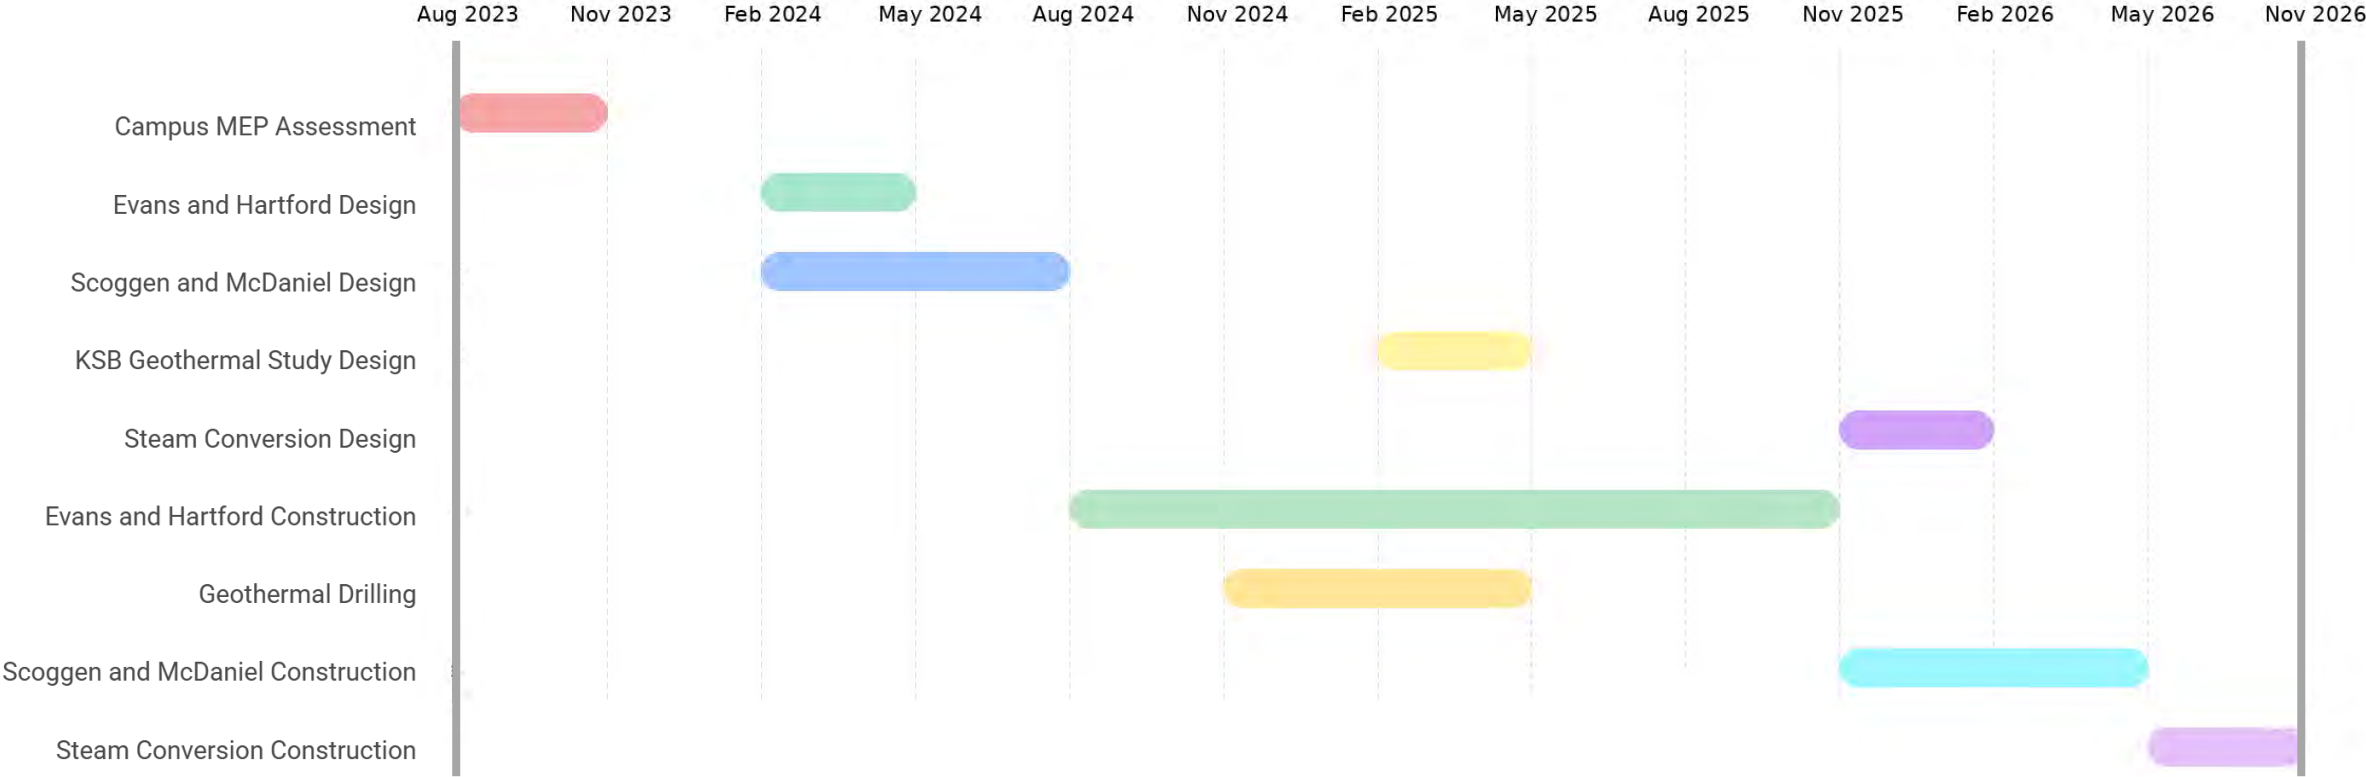 Aug 2023 Nov 2023 Feb 2024 May 2024 Aug 2024 Nov 2024 Feb 2025 May 2025 Aug 2025 Nov 2025 Feb 2026 May 2026 Nov 2026
Campus MEP Assessment
Evans and Hartford Design
Scoggen and McDaniel Design
KSB Geothermal Study Design
Steam Conversion Design
Evans and Hartford Construction
Geothermal Drilling
Scoggen and McDaniel Construction
Steam Conversion Construction